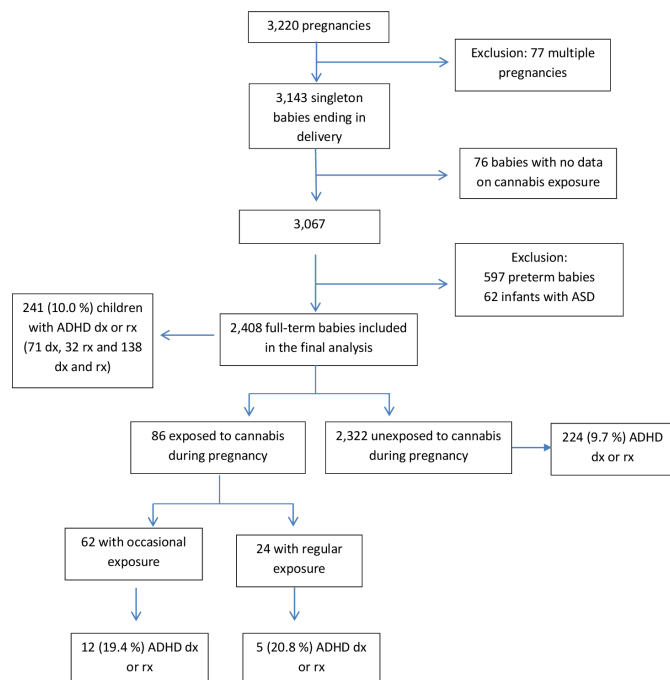 3,220 pregnancies
Exclusion: 77 multiple
pregnancies
3,143 singleton
babies ending in
delivery
76 babies with no data
on cannabis exposure
3,067
Exclusion:
597 preterm babies
62 infants with ASD
241 (10.0 %) children
with ADHD dx or rx
(71 dx, 32 rx and 138
dx and rx)
2,408 full-term babies included
in the final analysis
86 exposed to cannabis
during pregnancy
2,322 unexposed to cannabis
during pregnancy
224 (9.7 %) ADHD
dx or rx
62 with occasional
exposure
24 with regular
exposure
12 (19.4 %) ADHD dx
or rx
5 (20.8 %) ADHD dx
or rx